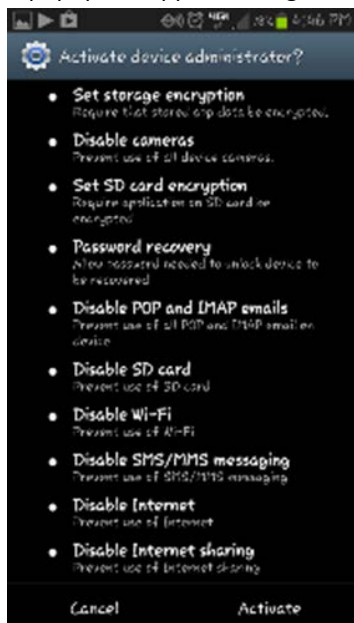 4:46 PM
Activate device administrator?
Set storage encryption
Require that stored app data be encrypted.
Disable cameras
Prevent use of all device cameras.
Set SD card encryption
Require application on SD card be
encrypted
Password recovery
Allow password needed to unlock device to
be recovered
Disable POP and IMAP emails
Prevent use of all POP and IMAP email on
device
Disable SD card
Prevent use of SD card
Disable Wi-Fi
Prevent use of Wi-Fi
Disable SMS/MMS messaging
Prevent use of SMS/MMS messaging
Disable Internet
Prevent use of Internet
Disable Internet sharing
Prevent use of Internet sharing
Cancel
Activate